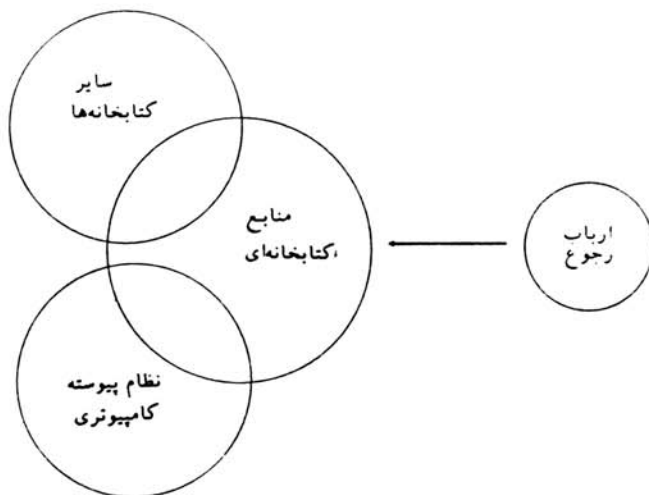 سایر
کتابخانه‌ها
منابع
کتابخانه‌ای
ارباب
رجوع
نظام پیوسته
کامپیوتری